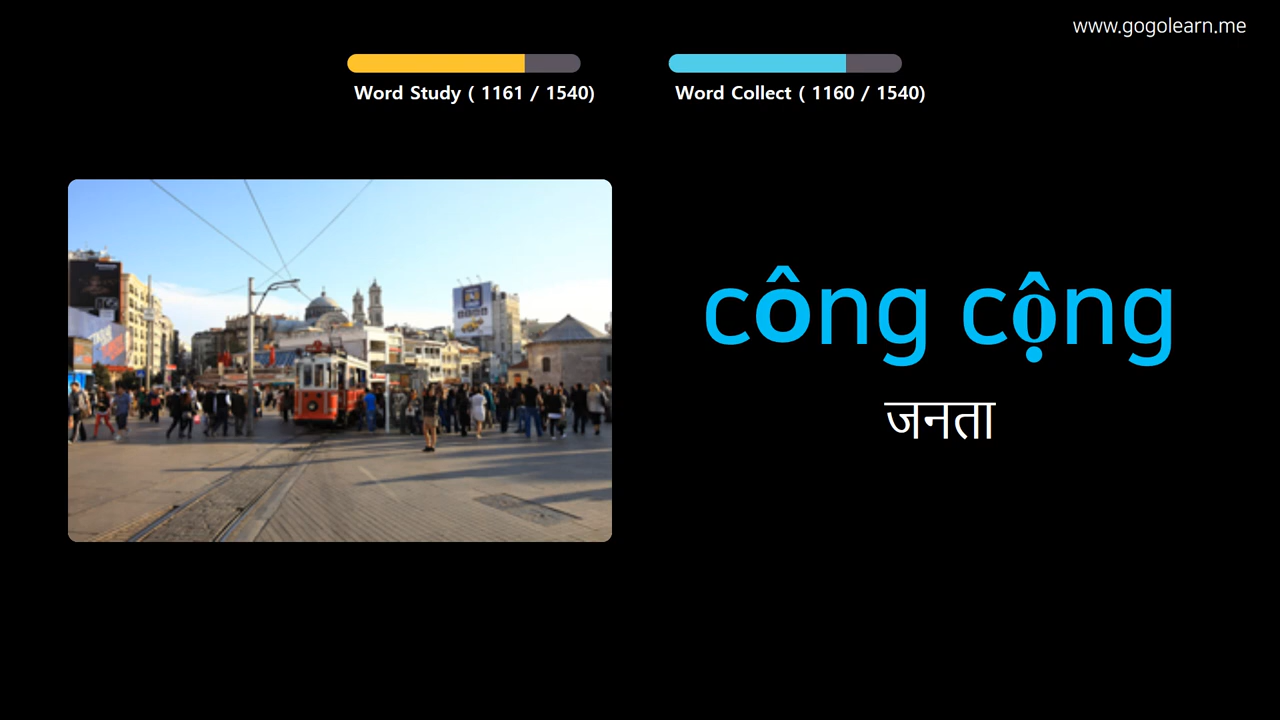 www.gogolearn.me
Word Study ( 1161 / 1540)
Word Collect ( 1160 / 1540)
công cộng
जनता